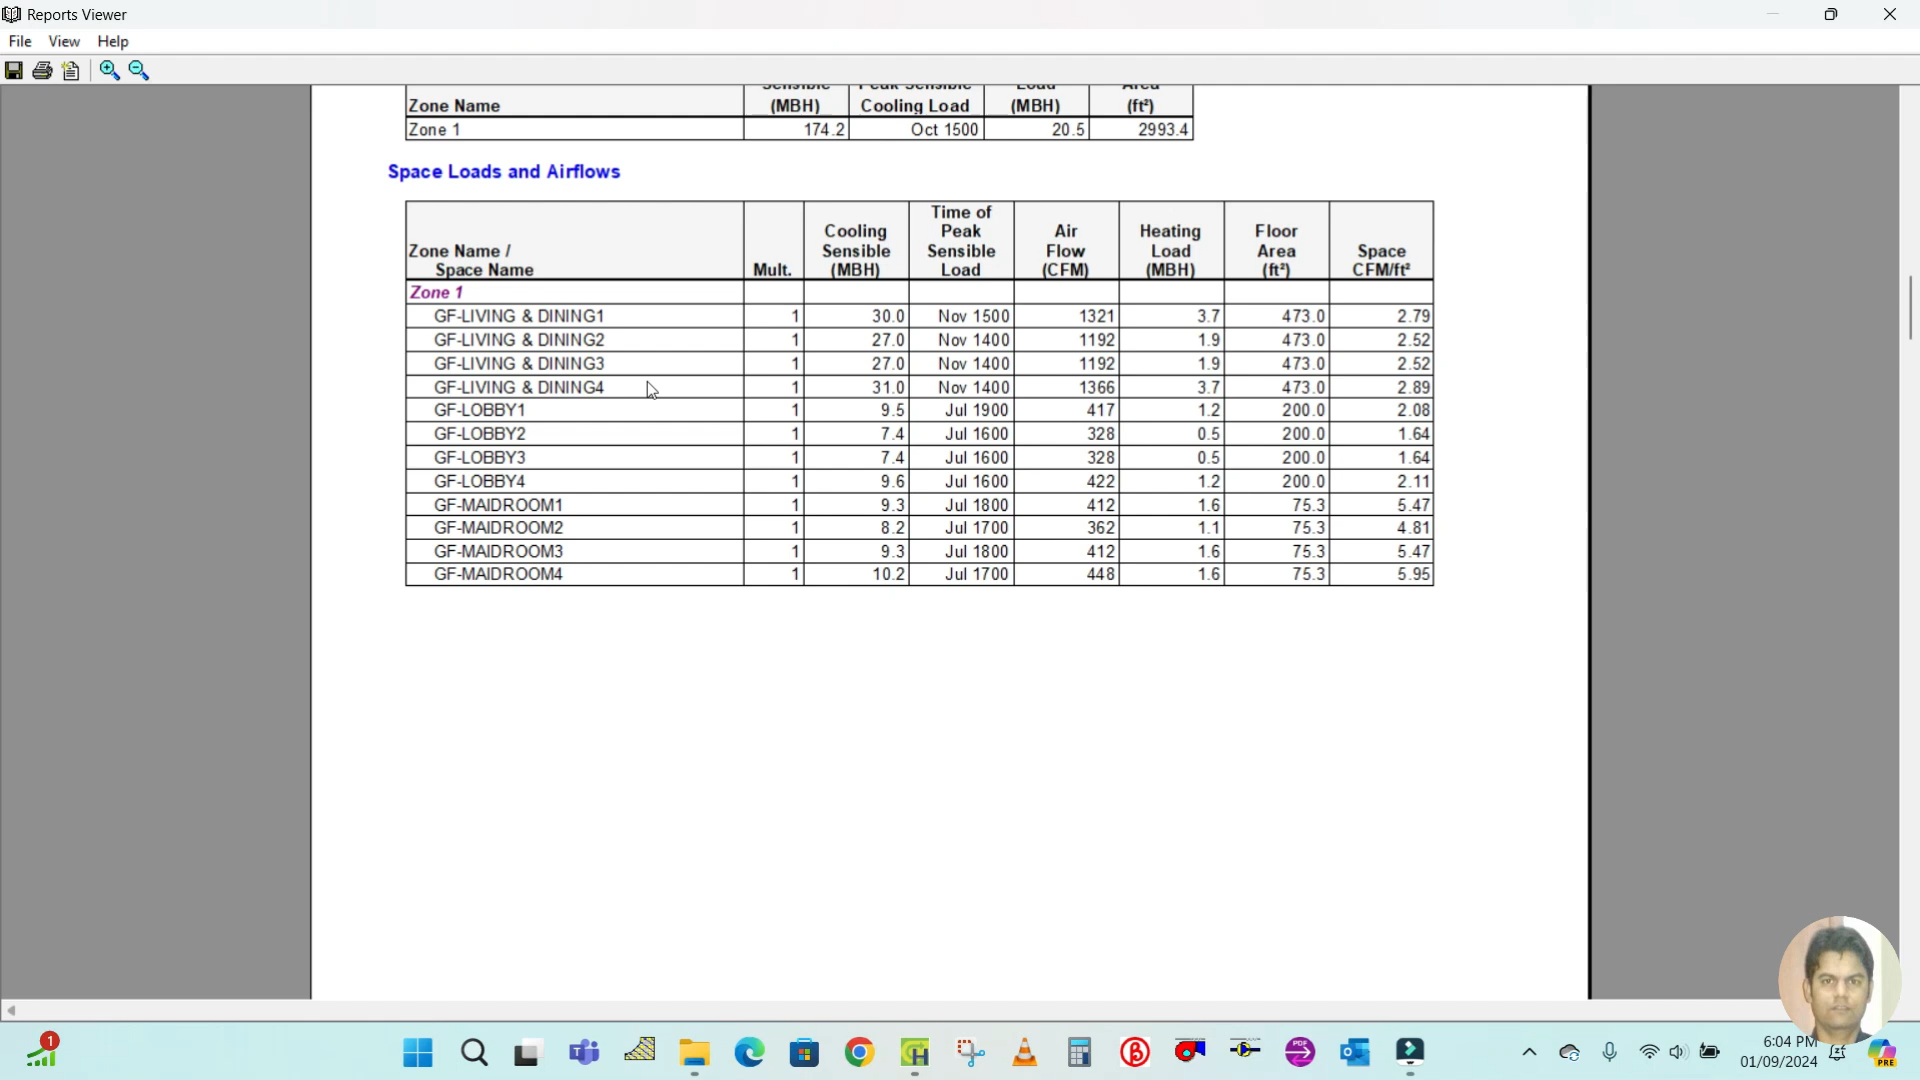 Reports Viewer
File View Help
Sensible Peak Sensible Load Area
Zone Name (MBH) Cooling Load (MBH) (ft²)
Zone 1 174.2 Oct 1500 20.5 2993.4
Space Loads and Airflows
Zone Name / Space Name Mult. Cooling Sensible (MBH) Time of Peak Sensible Load Air Flow (CFM) Heating Load (MBH) Floor Area (ft²) Space CFM/ft²
Zone 1
GF-LIVING & DINING1 1 30.0 Nov 1500 1321 3.7 473.0 2.79
GF-LIVING & DINING2 1 27.0 Nov 1400 1192 1.9 473.0 2.52
GF-LIVING & DINING3 1 27.0 Nov 1400 1192 1.9 473.0 2.52
GF-LIVING & DINING4 1 31.0 Nov 1400 1366 3.7 473.0 2.89
GF-LOBBY1 1 9.5 Jul 1900 417 1.2 200.0 2.08
GF-LOBBY2 1 7.4 Jul 1600 328 0.5 200.0 1.64
GF-LOBBY3 1 7.4 Jul 1600 328 0.5 200.0 1.64
GF-LOBBY4 1 9.6 Jul 1600 422 1.2 200.0 2.11
GF-MAIDROOM1 1 9.3 Jul 1800 412 1.6 75.3 5.47
GF-MAIDROOM2 1 8.2 Jul 1700 362 1.1 75.3 4.81
GF-MAIDROOM3 1 9.3 Jul 1800 412 1.6 75.3 5.47
GF-MAIDROOM4 1 10.2 Jul 1700 448 1.6 75.3 5.95
1
PDF
6:04 PM
01/09/2024
PRE